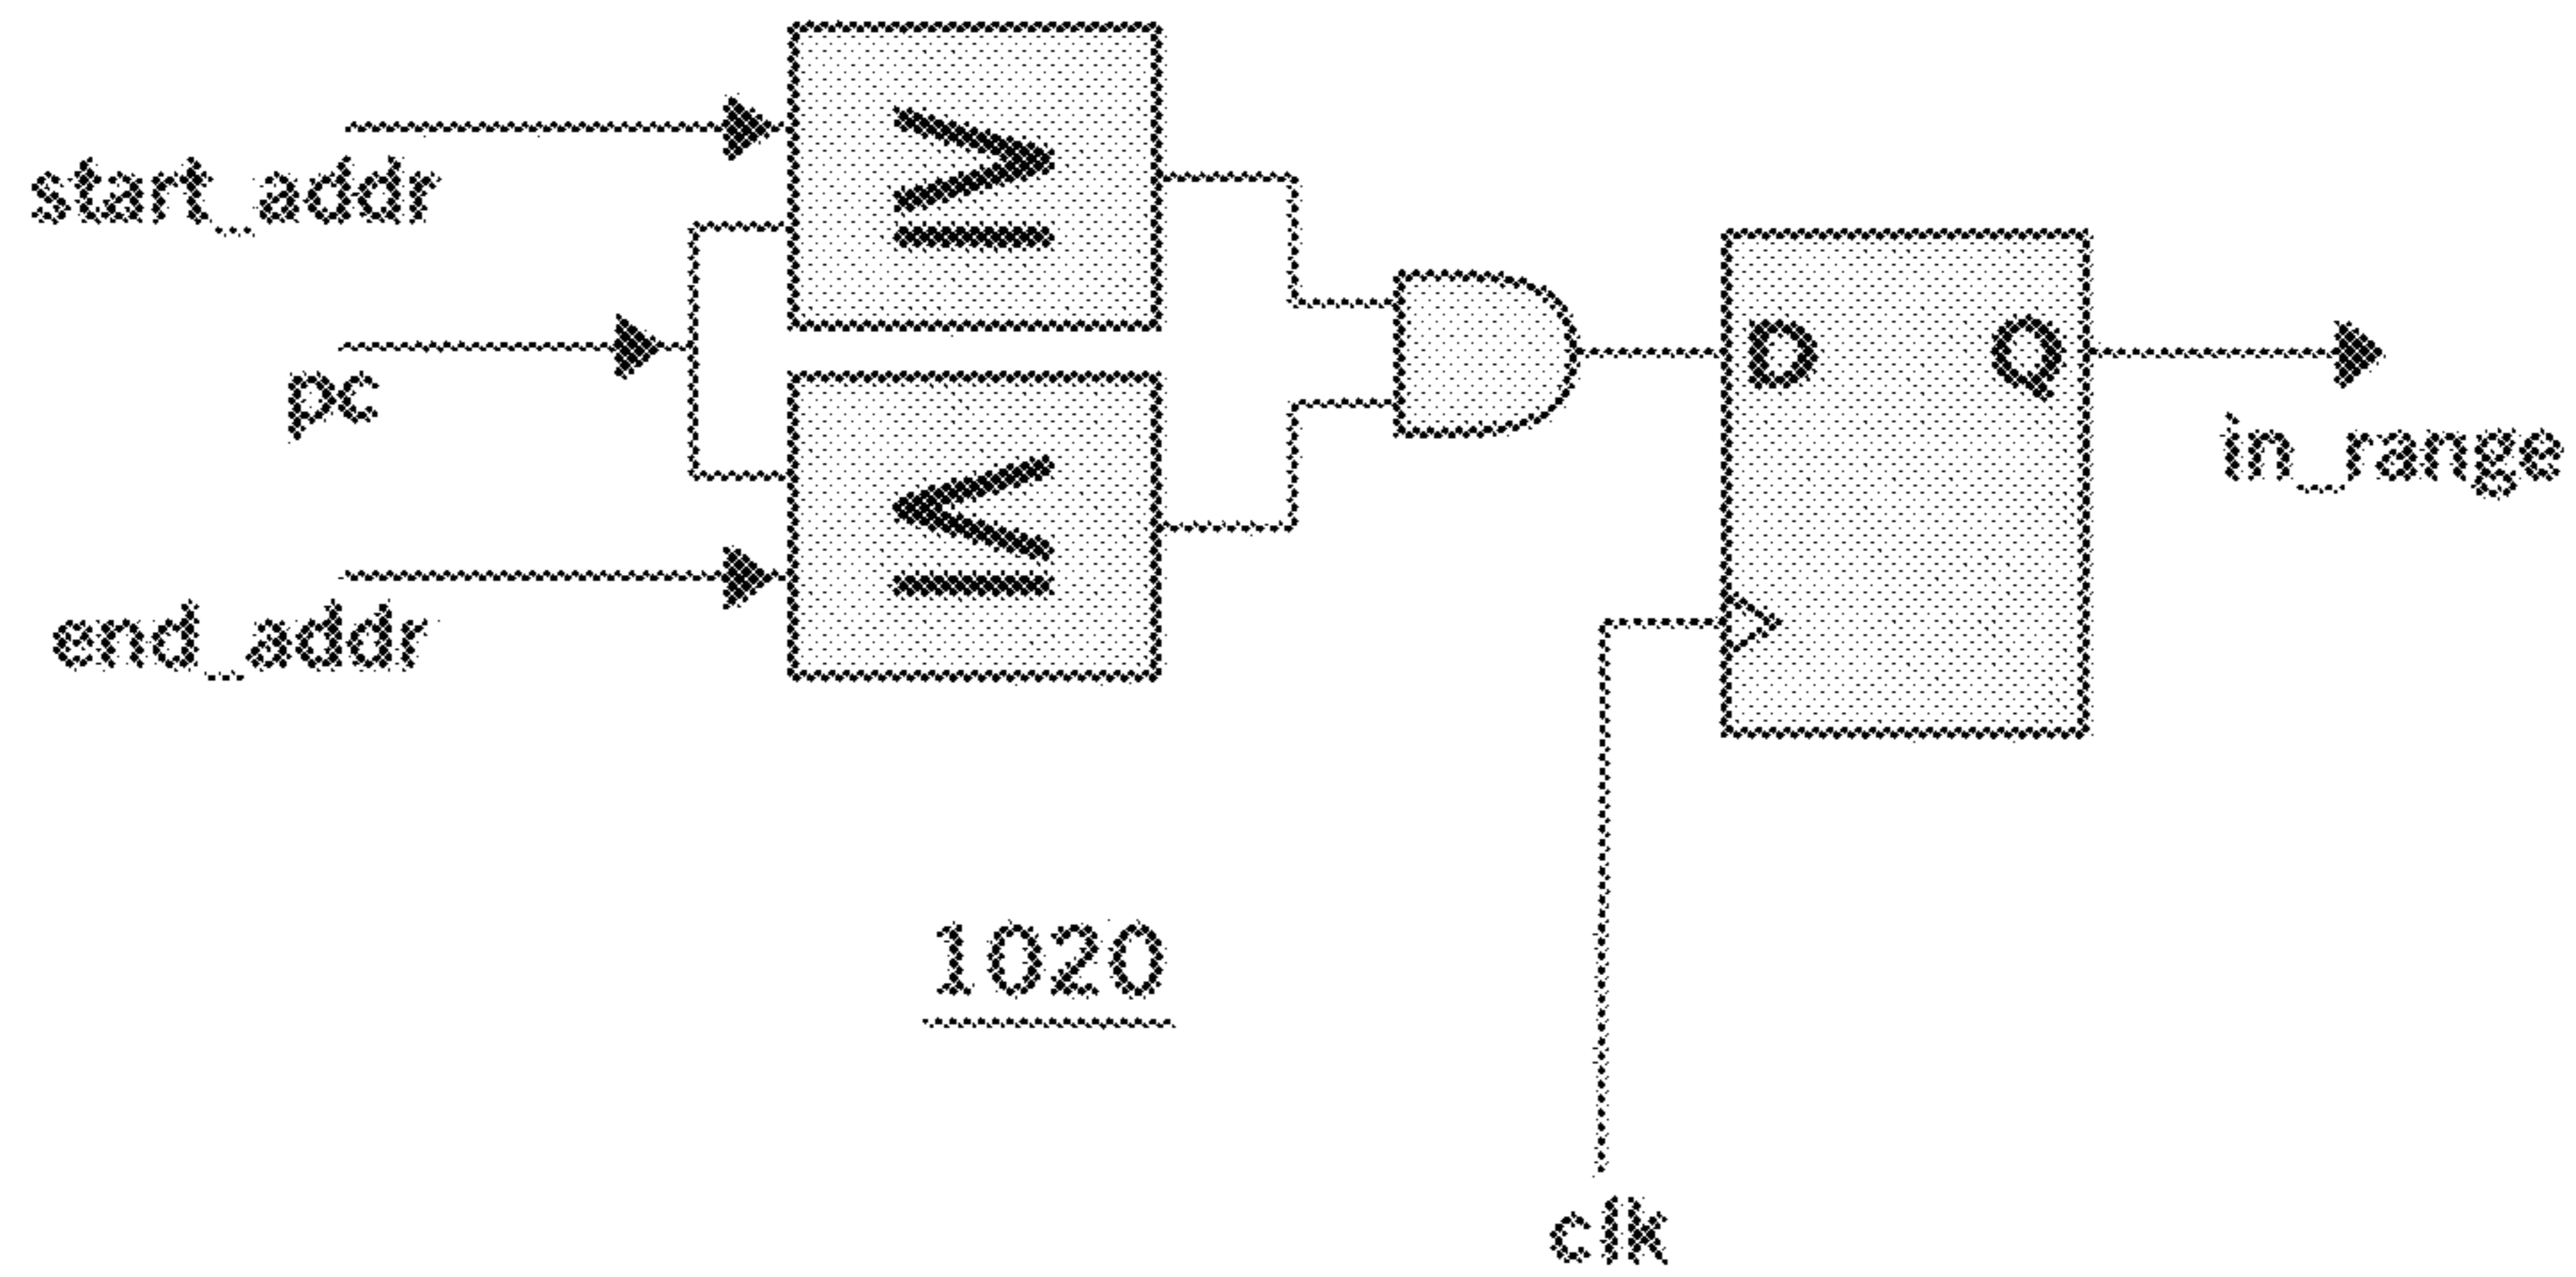 start_addr
≥
pc
≤
end_addr
D Q
in_range
1020
clk